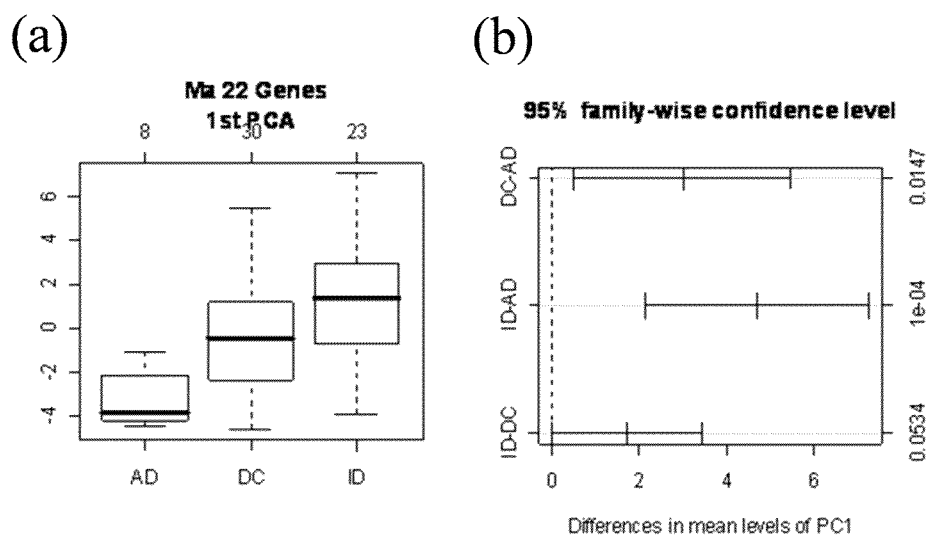 (a)
Ma 22 Genes
1st PCA
8 30 23
6
4
2
0
-2
-4
AD DC ID
(b)
95% family-wise confidence level
DC-AD
ID-AD
ID-DC
0.0147
1e-04
0.0534
0 2 4 6
Differences in mean levels of PC1